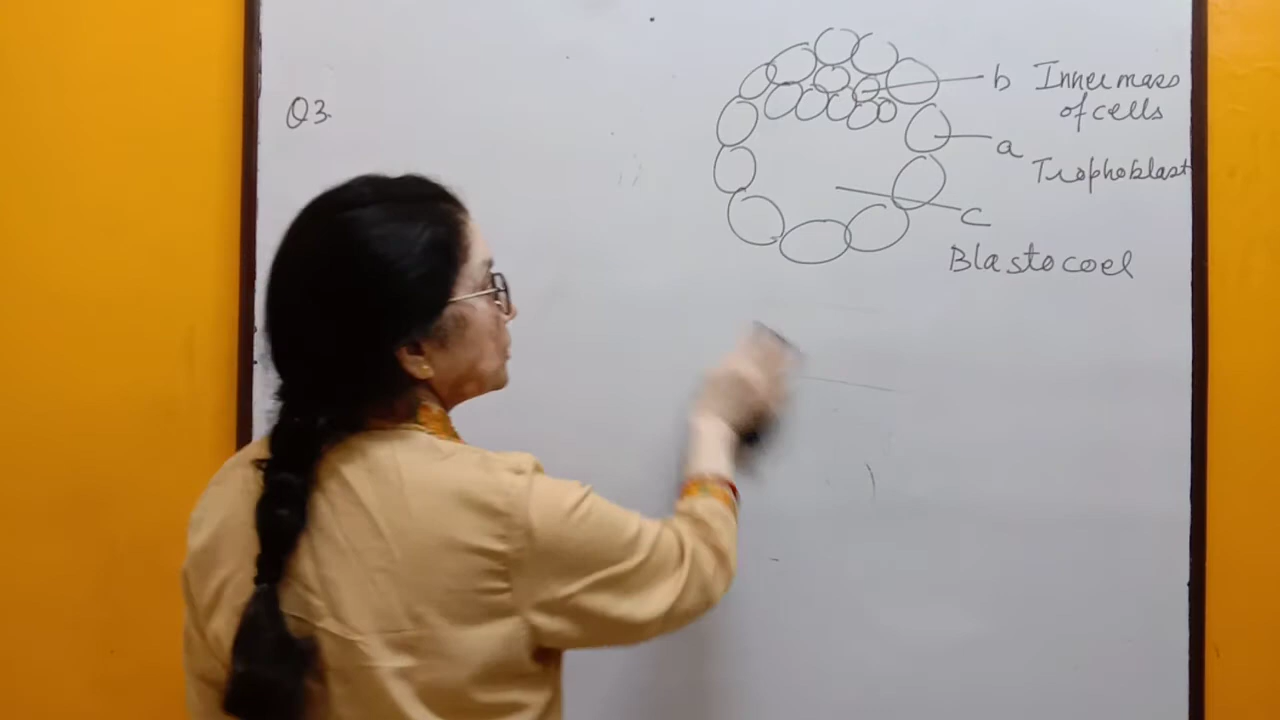 Q3.
b Inner mass
of cells
a
Trophoblast
c
Blastocoel